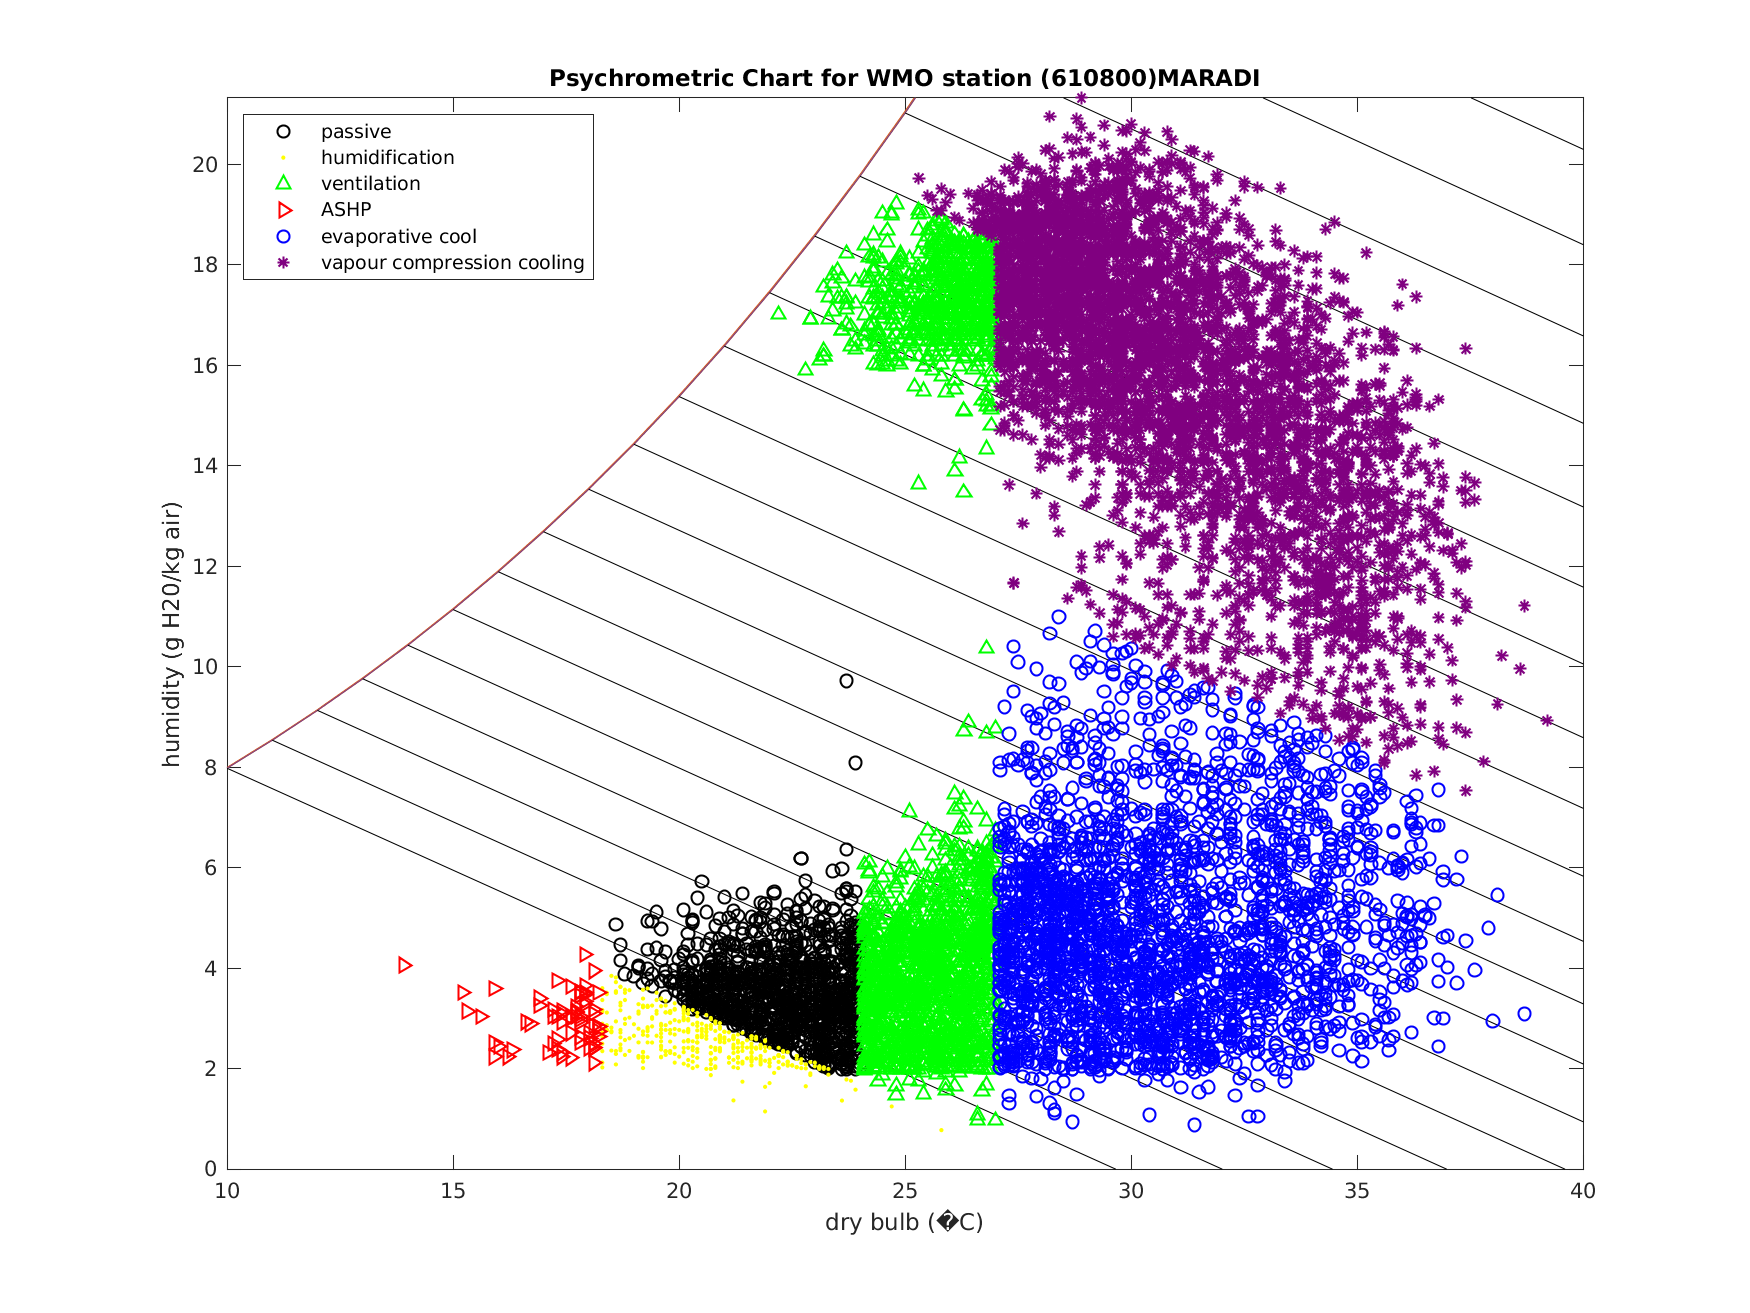 Psychrometric Chart for WMO station (610800)MARADI
passive
humidification
ventilation
ASHP
evaporative cool
vapour compression cooling
humidity (g H20/kg air)
20
18
16
14
12
10
8
6
4
2
0
10 15 20 25 30 35 40
dry bulb (�C)